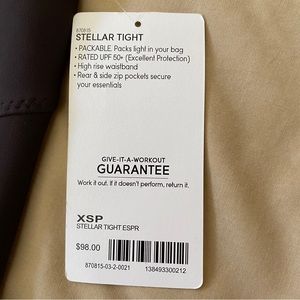 870815
STELLAR TIGHT
• PACKABLE. Packs light in your bag
• RATED UPF 50+ (Excellent Protection)
• High rise waistband
• Rear & side zip pockets secure
your essentials
GIVE-IT-A-WORKOUT
GUARANTEE
Work it out. If it doesn't perform, return it.
XSP
STELLAR TIGHT ESPR
$98.00
870815-03-2-0021
138493300212